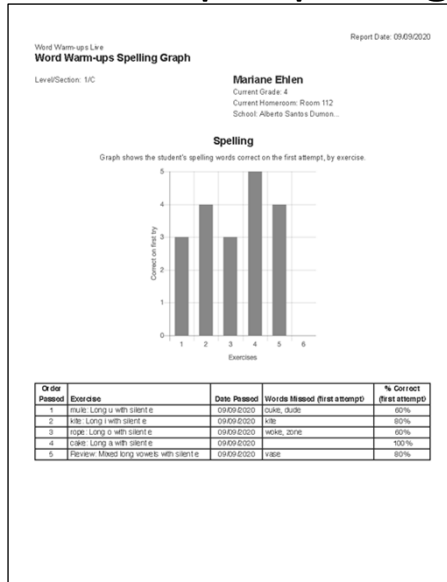 Report Date: 09/09/2020
Word Warm-ups Live
Word Warm-ups Spelling Graph
Level/Section: 1/C
Mariane Ehlen
Current Grade: 4
Current Homeroom: Room 112
School: Alberto Santos Dumon...
Spelling
Graph shows the student's spelling words correct on the first attempt, by exercise.
Correct on first try
5
4
3
2
1
0
1 2 3 4 5 6
Exercises
Order Passed Exercise Date Passed Words Missed (first attempt) % Correct (first attempt)
1 mule: Long u with silent e 09/09/2020 cuke, dude 60%
2 kite: Long i with silent e 09/09/2020 kite 80%
3 rope: Long o with silent e 09/09/2020 woke, zone 60%
4 cake: Long a with silent e 09/09/2020 100%
5 Review: Mixed long vowels with silent e 09/09/2020 vase 80%